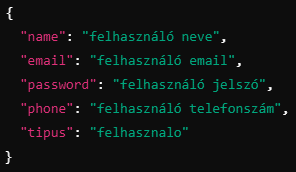 {
"name": "felhasználó neve",
"email": "felhasználó email",
"password": "felhasználó jelszó",
"phone": "felhasználó telefonszám",
"tipus": "felhasznalo"
}